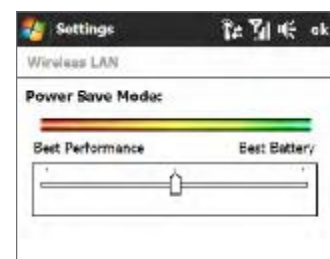 Settings ok
Wireless LAN
Power Save Mode:
Best Performance Best Battery